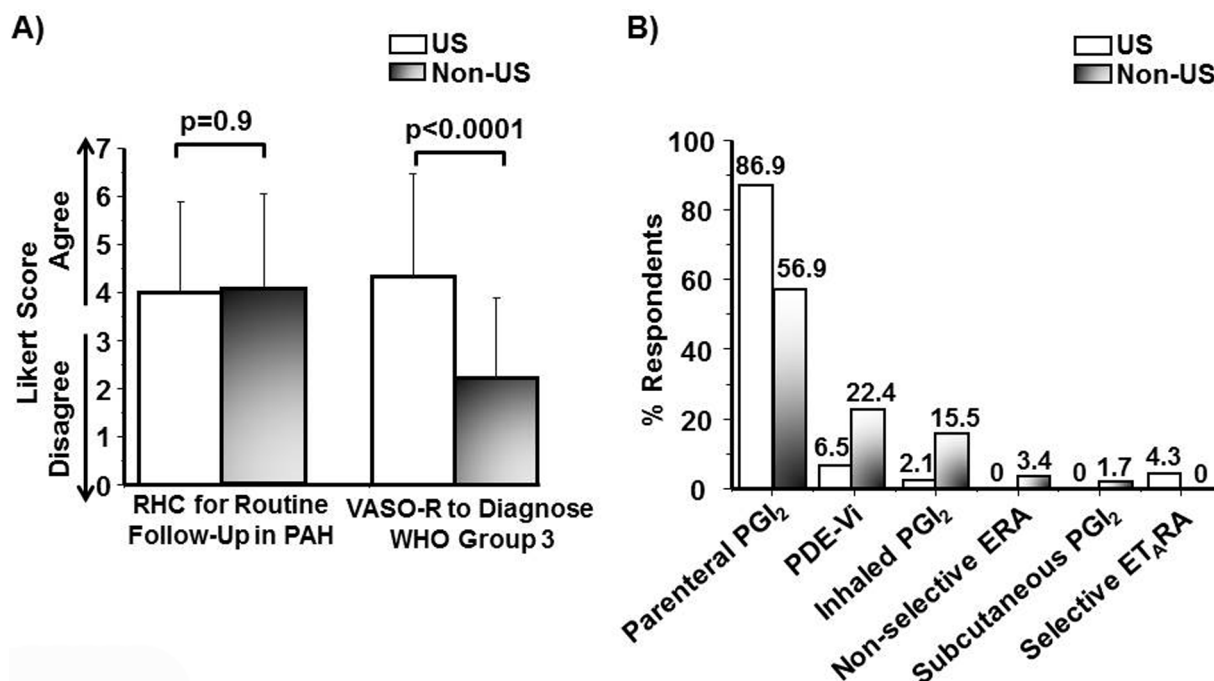 A)
US
Non-US
p=0.9
p<0.0001
7
6
5
4
3
2
1
0
Likert Score
Agree
Disagree
RHC for Routine
Follow-Up in PAH
VASO-R to Diagnose
WHO Group 3
B)
US
Non-US
100
80
60
40
20
0
% Respondents
86.9
56.9
6.5
22.4
2.1
15.5
0
3.4
0
1.7
4.3
0
Parenteral PGI₂
PDE-Vi
Inhaled PGI₂
Non-selective ERA
Subcutaneous PGI₂
Selective ET_ARA